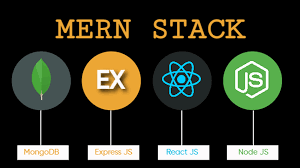 MERN STACK
EX
JS
MongoDB
Express JS
React JS
Node JS